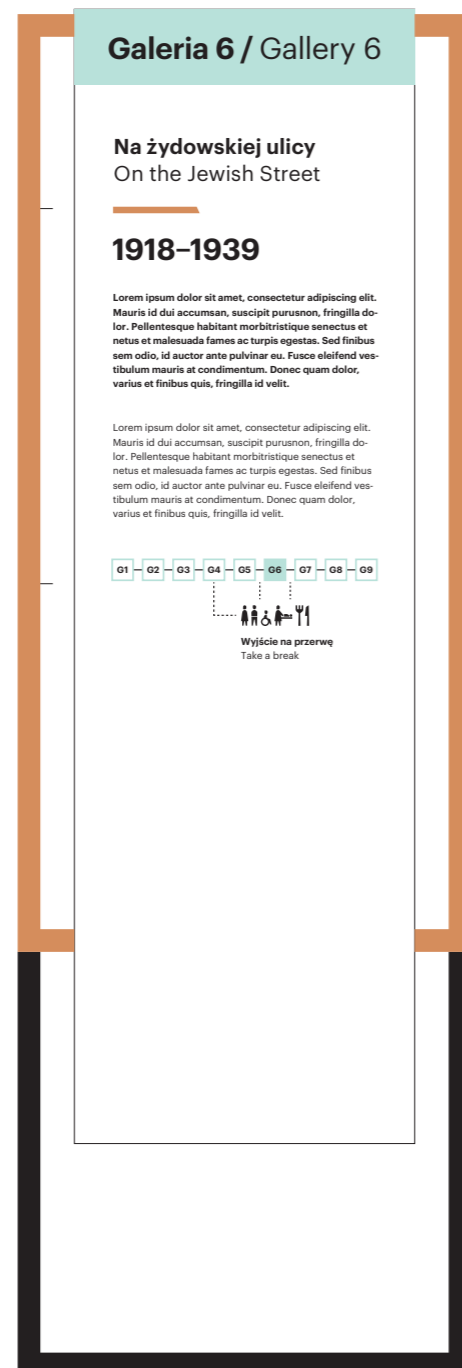 Galeria 6 / Gallery 6
Na żydowskiej ulicy
On the Jewish Street
1918–1939
Lorem ipsum dolor sit amet, consectetur adipiscing elit.
Mauris id dui accumsan, suscipit purusnon, fringilla do-
lor. Pellentesque habitant morbitristique senectus et
netus et malesuada fames ac turpis egestas. Sed finibus
sem odio, id auctor ante pulvinar eu. Fusce eleifend ves-
tibulum mauris at condimentum. Donec quam dolor,
varius et finibus quis, fringilla id velit.
Lorem ipsum dolor sit amet, consectetur adipiscing elit.
Mauris id dui accumsan, suscipit purusnon, fringilla do-
lor. Pellentesque habitant morbitristique senectus et
netus et malesuada fames ac turpis egestas. Sed finibus
sem odio, id auctor ante pulvinar eu. Fusce eleifend ves-
tibulum mauris at condimentum. Donec quam dolor,
varius et finibus quis, fringilla id velit.
G1 G2 G3 G4 G5 G6 G7 G8 G9
Wyjście na przerwę
Take a break